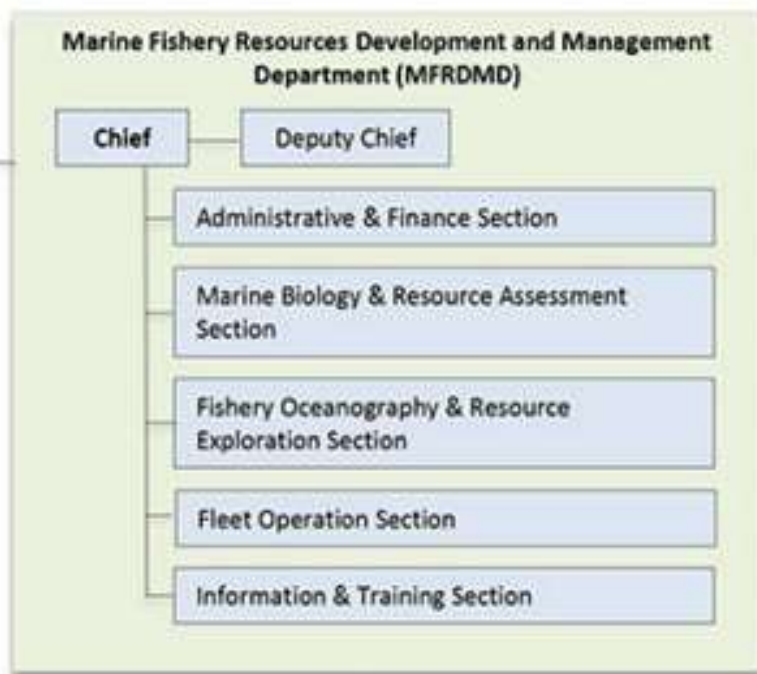 Marine Fishery Resources Development and Management
Department (MFRDMD)
Chief
Deputy Chief
Administrative & Finance Section
Marine Biology & Resource Assessment
Section
Fishery Oceanography & Resource
Exploration Section
Fleet Operation Section
Information & Training Section